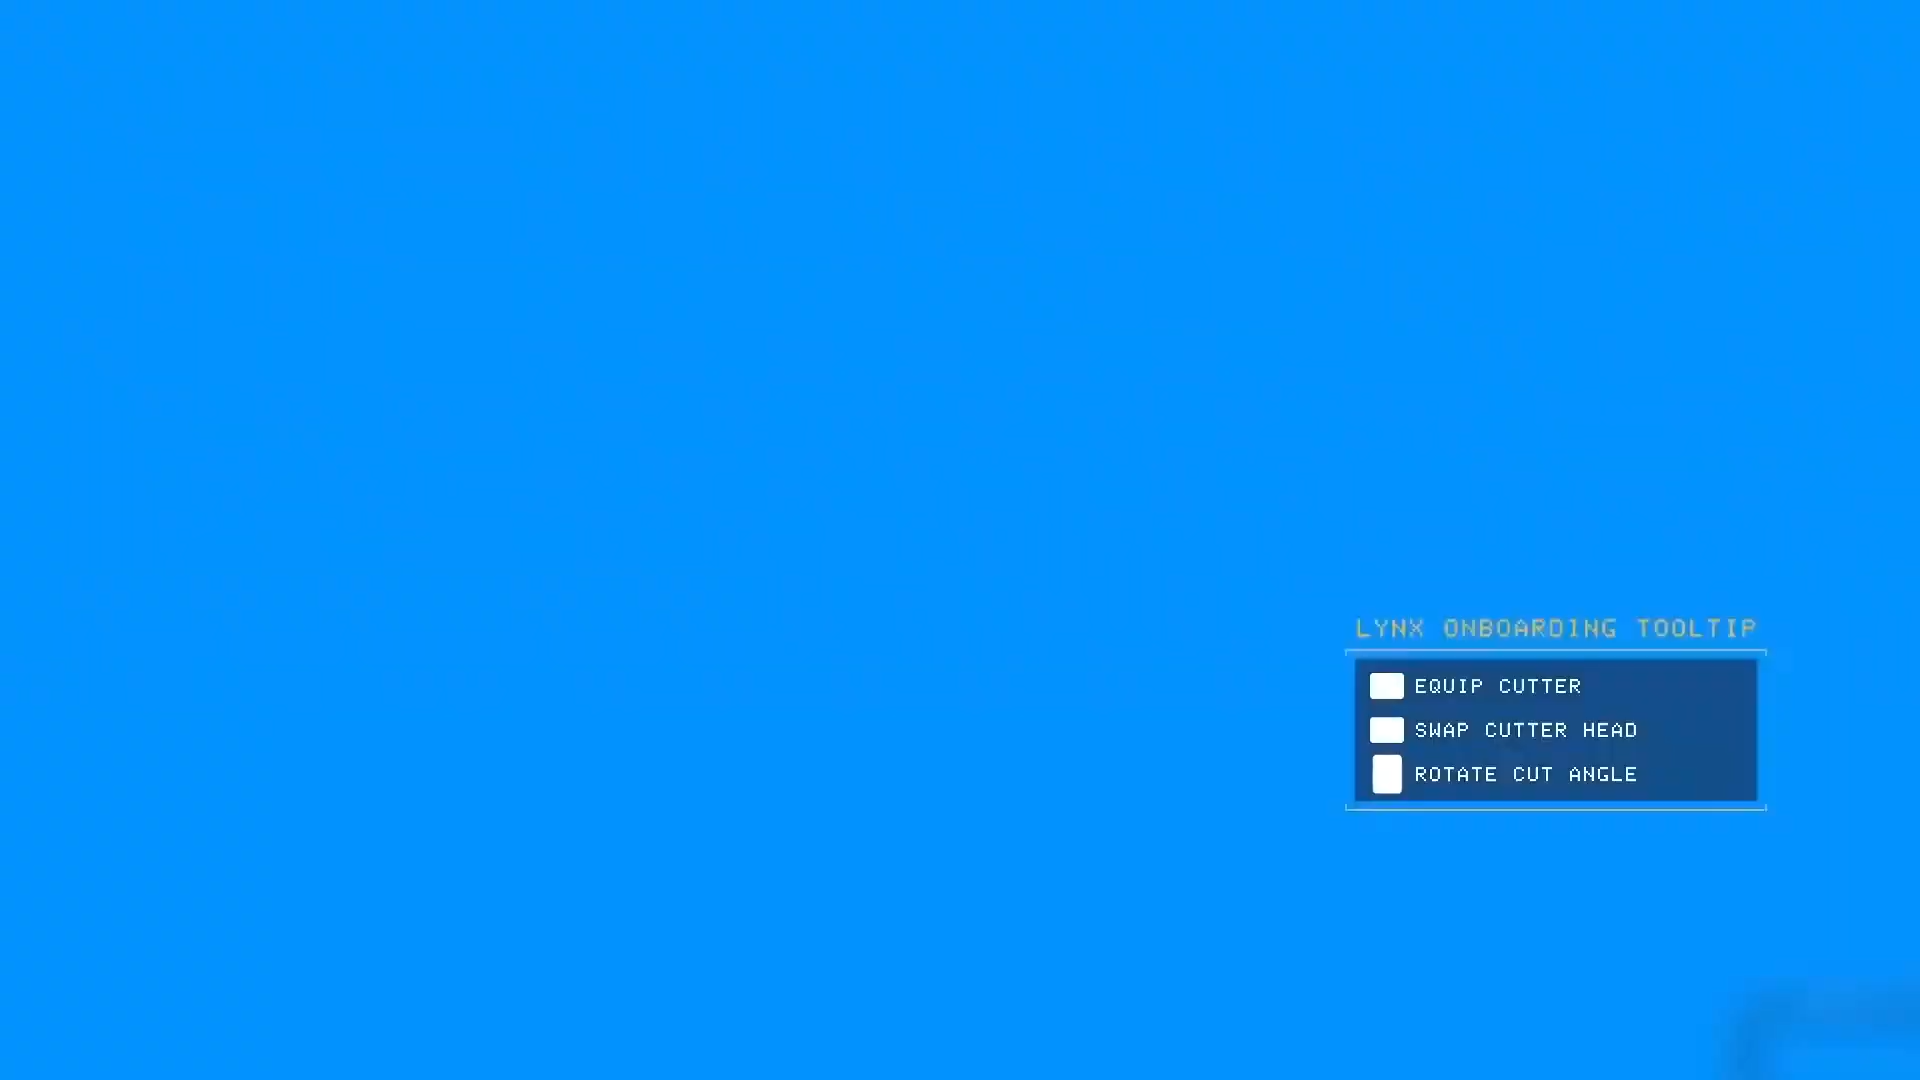 LYNX ONBOARDING TOOLTIP
EQUIP CUTTER
SWAP CUTTER HEAD
ROTATE CUT ANGLE